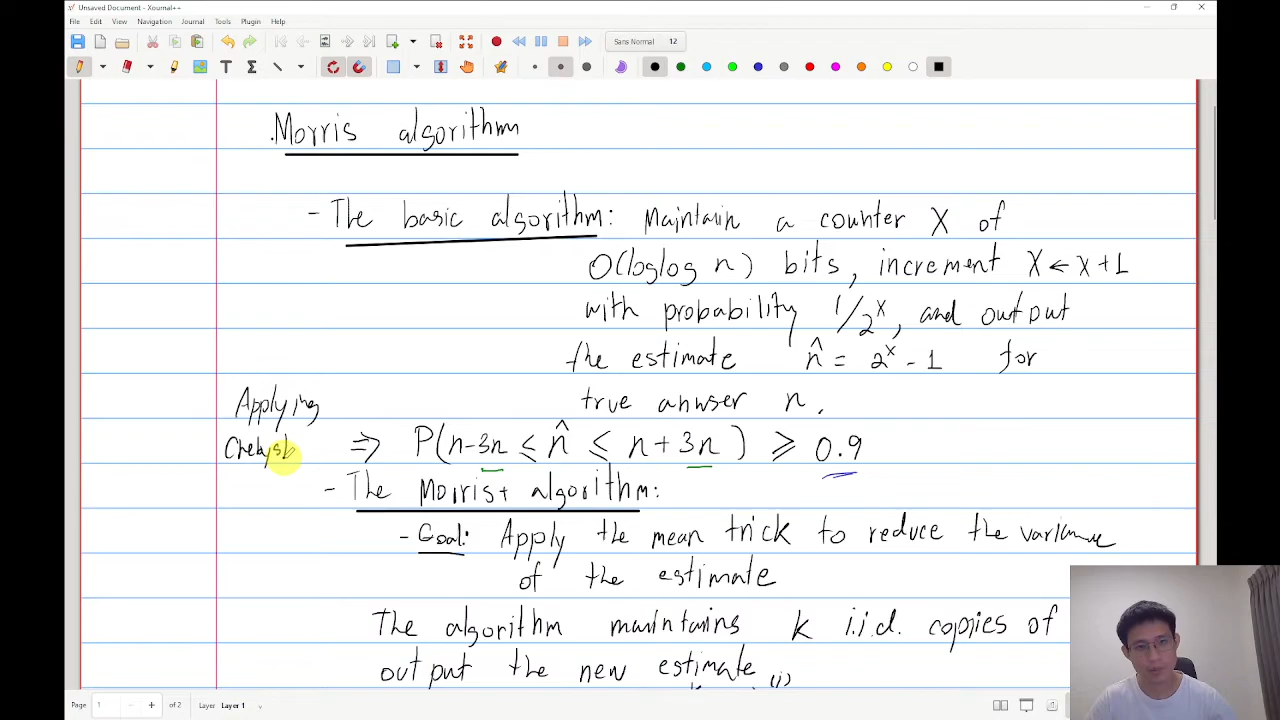 Unsaved Document - Xournal++
File Edit View Navigation Journal Tools Plugin Help
Sans Normal 12
Morris algorithm
- The basic algorithm: Maintain a counter X of
O(loglog n) bits, increment X ← x + 1
with probability 1/2^x, and output
the estimate n̂ = 2^x - 1 for
true anwser n.
Applying
Chebysh ⇒ P(n-3n ≤ n̂ ≤ n + 3n) ≥ 0.9
- The Morris+ algorithm:
- Goal: Apply the mean trick to reduce the variance
of the estimate
The algorithm maintains k i.i.d. copies of
output the new estimate
(i)
Page 1 of 2 Layer Layer 1